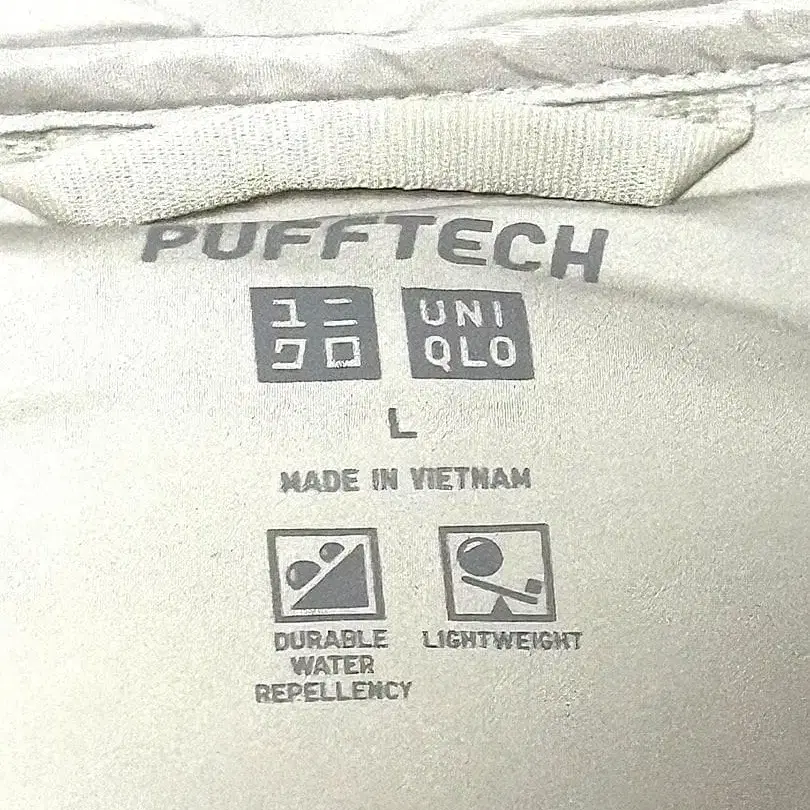 PUFFTECH
ユニ UNI
クロ QLO
L
MADE IN VIETNAM
DURABLE LIGHTWEIGHT
WATER
REPELLENCY